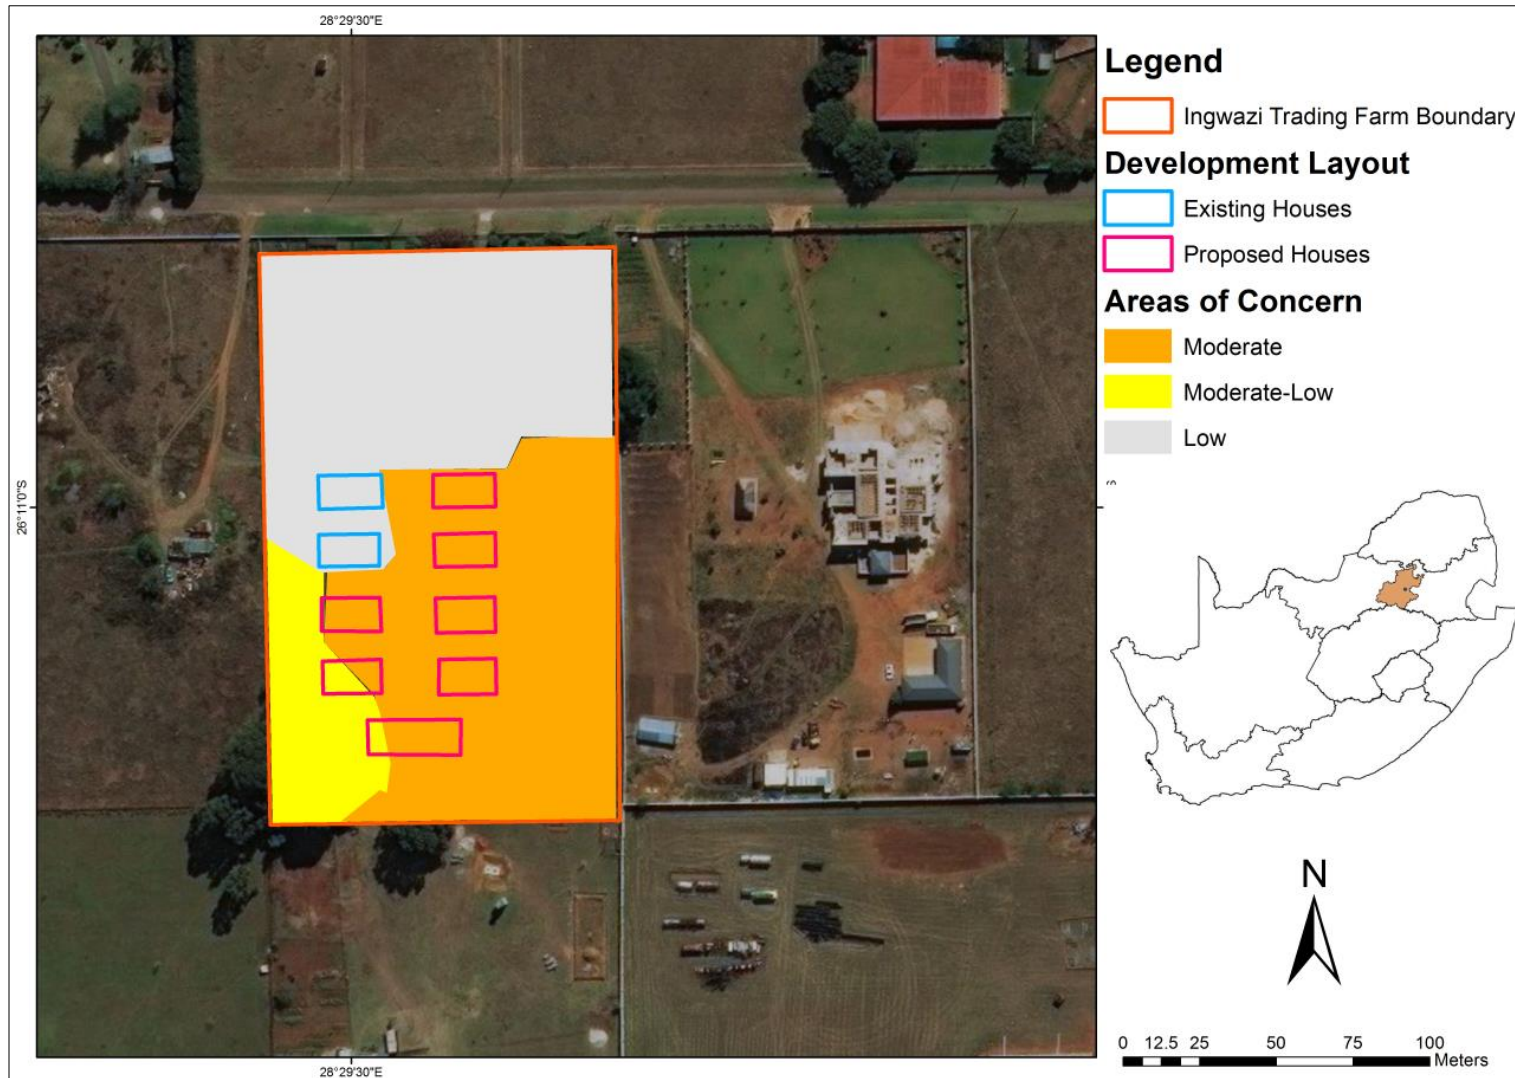 28°29'30"E
Legend
Ingwazi Trading Farm Boundary
Development Layout
Existing Houses
Proposed Houses
Areas of Concern
Moderate
Moderate-Low
Low
26°11'0"S
N
0 12.5 25 50 75 100
Meters
28°29'30"E